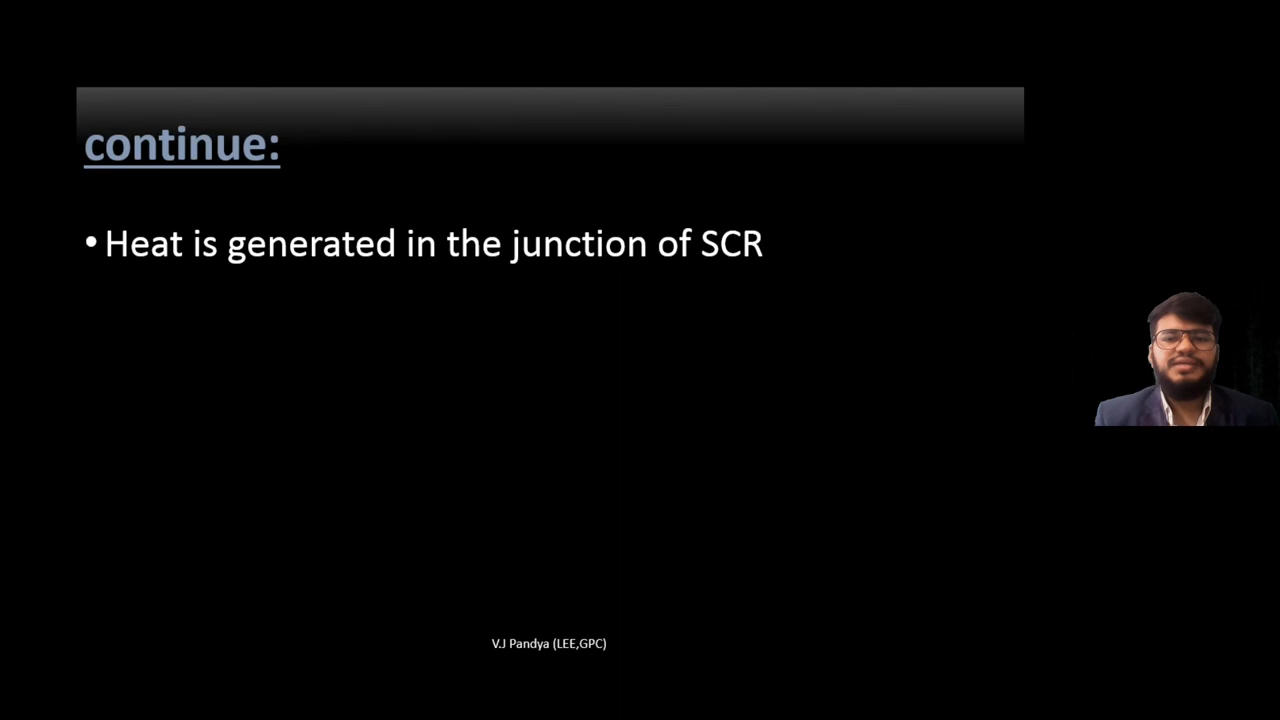 continue:
• Heat is generated in the junction of SCR
V.J Pandya (LEE,GPC)